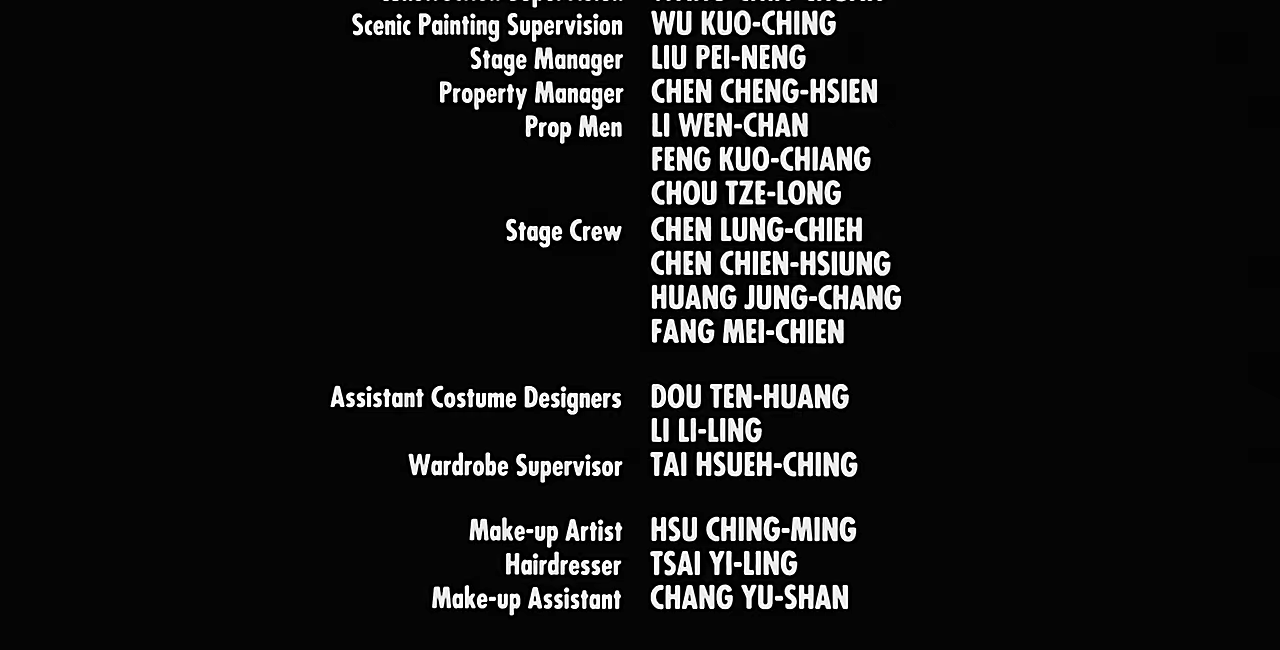 Scenic Painting Supervision WU KUO-CHING
Stage Manager LIU PEI-NENG
Property Manager CHEN CHENG-HSIEN
Prop Men LI WEN-CHAN
FENG KUO-CHIANG
CHOU TZE-LONG
Stage Crew CHEN LUNG-CHIEH
CHEN CHIEN-HSIUNG
HUANG JUNG-CHANG
FANG MEI-CHIEN
Assistant Costume Designers DOU TEN-HUANG
LI LI-LING
Wardrobe Supervisor TAI HSUEH-CHING
Make-up Artist HSU CHING-MING
Hairdresser TSAI YI-LING
Make-up Assistant CHANG YU-SHAN